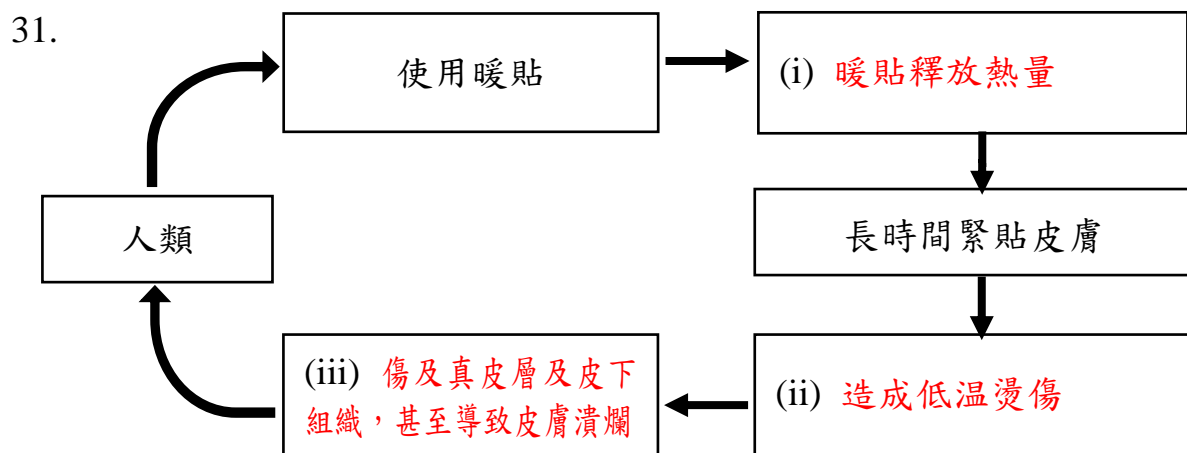 31.
使用暖貼
(i) 暖貼釋放熱量
人類
長時間緊貼皮膚
(iii) 傷及真皮層及皮下
組織，甚至導致皮膚潰爛
(ii) 造成低温燙傷